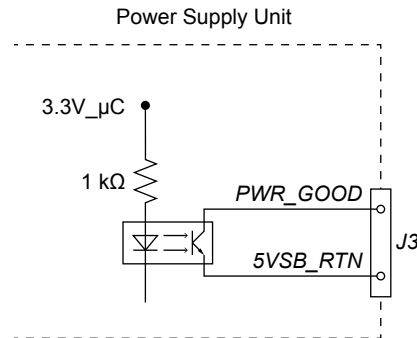 Power Supply Unit
3.3V_µC
1 kΩ
PWR_GOOD
5VSB_RTN
J3